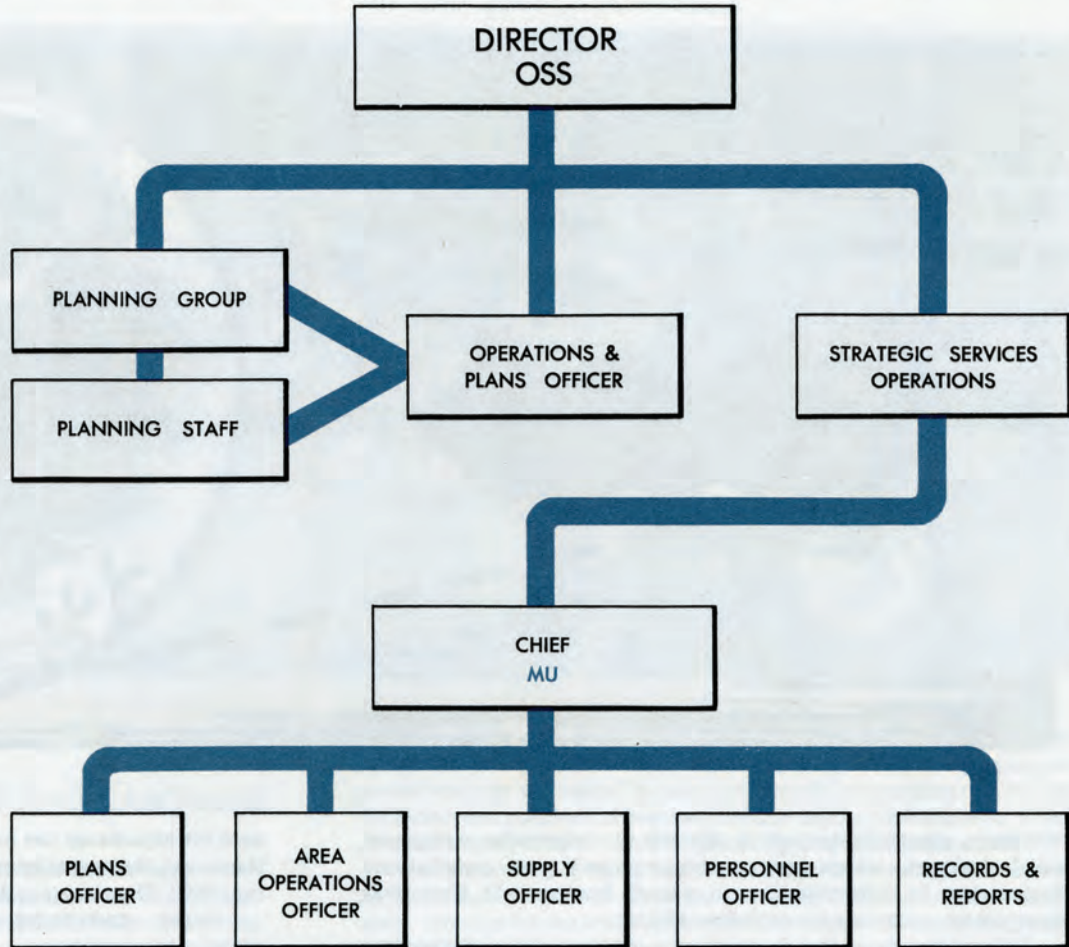 DIRECTOR
OSS
PLANNING GROUP
OPERATIONS &
PLANS OFFICER
STRATEGIC SERVICES
OPERATIONS
PLANNING STAFF
CHIEF
MU
PLANS
OFFICER
AREA
OPERATIONS
OFFICER
SUPPLY
OFFICER
PERSONNEL
OFFICER
RECORDS &
REPORTS